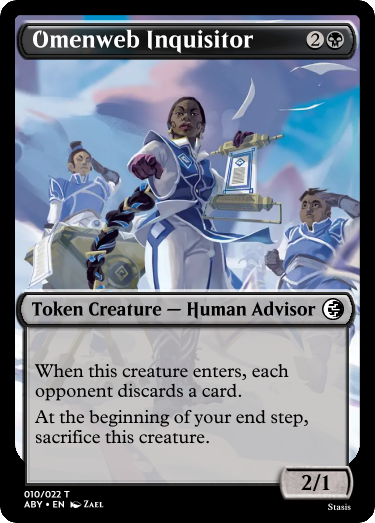 Omenweb Inquisitor 2
Token Creature — Human Advisor
When this creature enters, each
opponent discards a card.
At the beginning of your end step,
sacrifice this creature.
2/1
010/022 T
ABY • EN Zael
Stasis